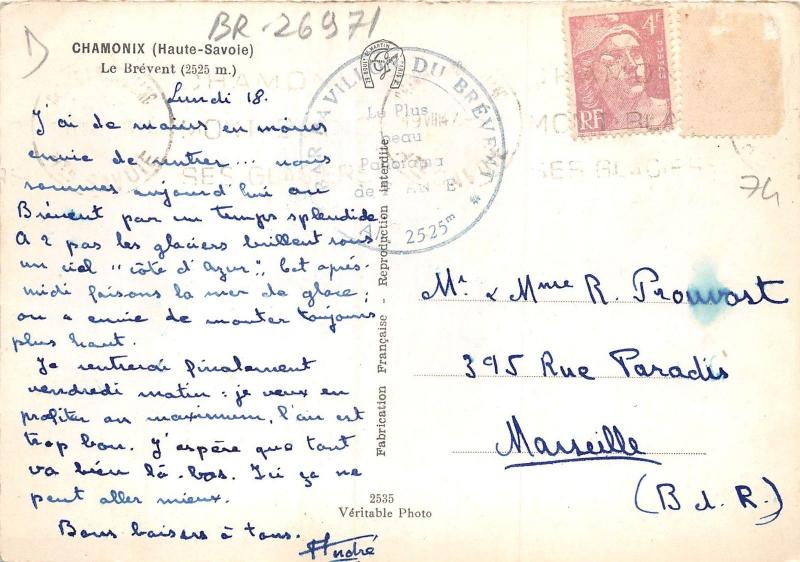 BR-26971
CHAMONIX (Haute-Savoie)
Le Brévent (2525 m.)
Lundi 18.
J'ai de moins en moins
envie de rentrer... nous
sommes aujourd'hui au
Brévent par un temps splendide
A 2 pas les glaciers brillent sous
un ciel "côte d'Azur". Cet après-
midi faisons la mer de glace;
on a envie de monter toujours
plus haut.
Je rentrerai finalement
vendredi matin : je veux en
profiter au maximum, l'air est
trop bon. J'espère que tout
va bien là-bas. Ici ça ne
peut aller mieux.
Bons baisers à tous.
André
DU BRÉVENT
Le Plus
beau
Panorama
de
2525m
Fabrication Française - Reproduction Interdite
2535
Véritable Photo
4F
POSTES
RF
SES GLACIERS
74
Mr & Mme R. Prouvost
395 Rue Paradis
Marseille
(B d. R.)